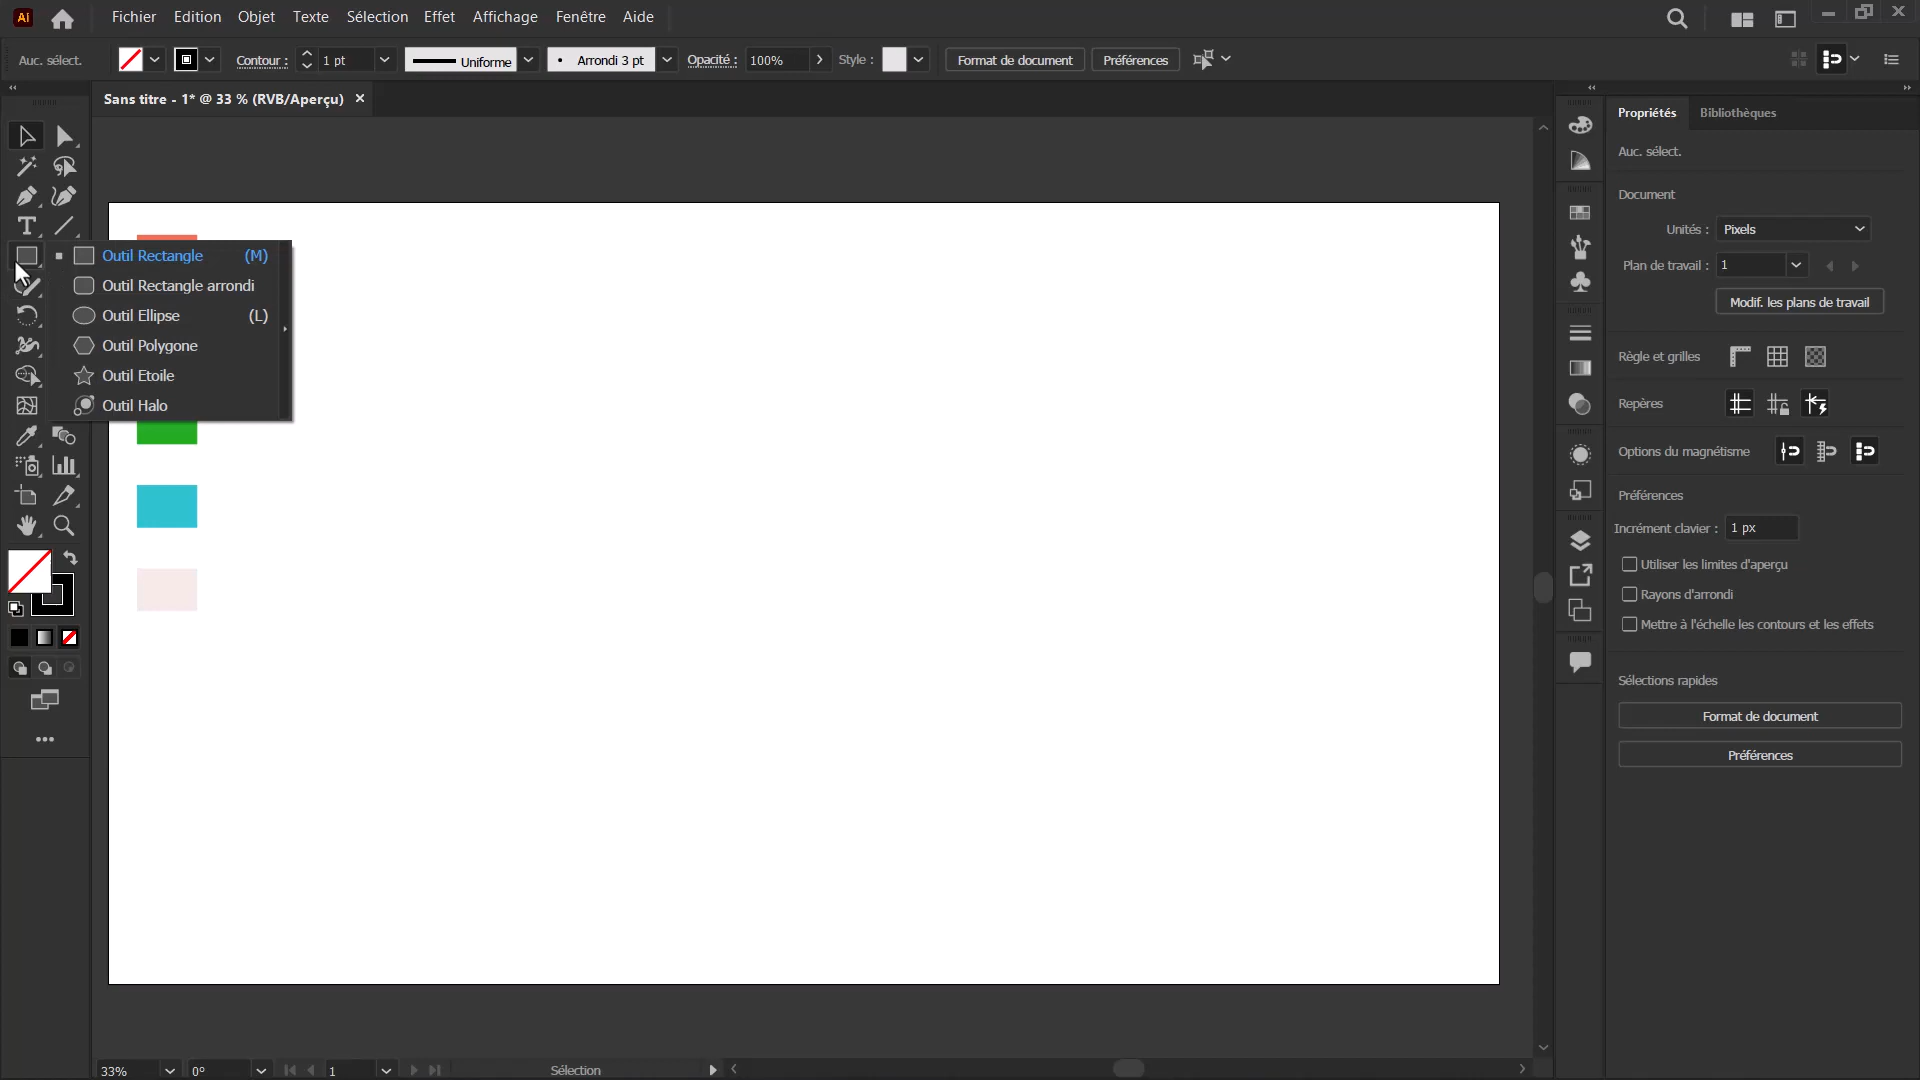 Ai Fichier Edition Objet Texte Sélection Effet Affichage Fenêtre Aide
Auc. sélect. Contour : 1 pt Uniforme Arrondi 3 pt Opacité : 100% Style : Format de document Préférences
Sans titre - 1* @ 33 % (RVB/Aperçu) ×
Outil Rectangle (M)
Outil Rectangle arrondi
Outil Ellipse (L)
Outil Polygone
Outil Etoile
Outil Halo
Propriétés Bibliothèques
Auc. sélect.
Document
Unités : Pixels
Plan de travail : 1
Modif. les plans de travail
Règle et grilles
Repères
Options du magnétisme
Préférences
Incrément clavier : 1 px
Utiliser les limites d'aperçu
Rayons d'arrondi
Mettre à l'échelle les contours et les effets
Sélections rapides
Format de document
Préférences
33% 0° 1 Sélection